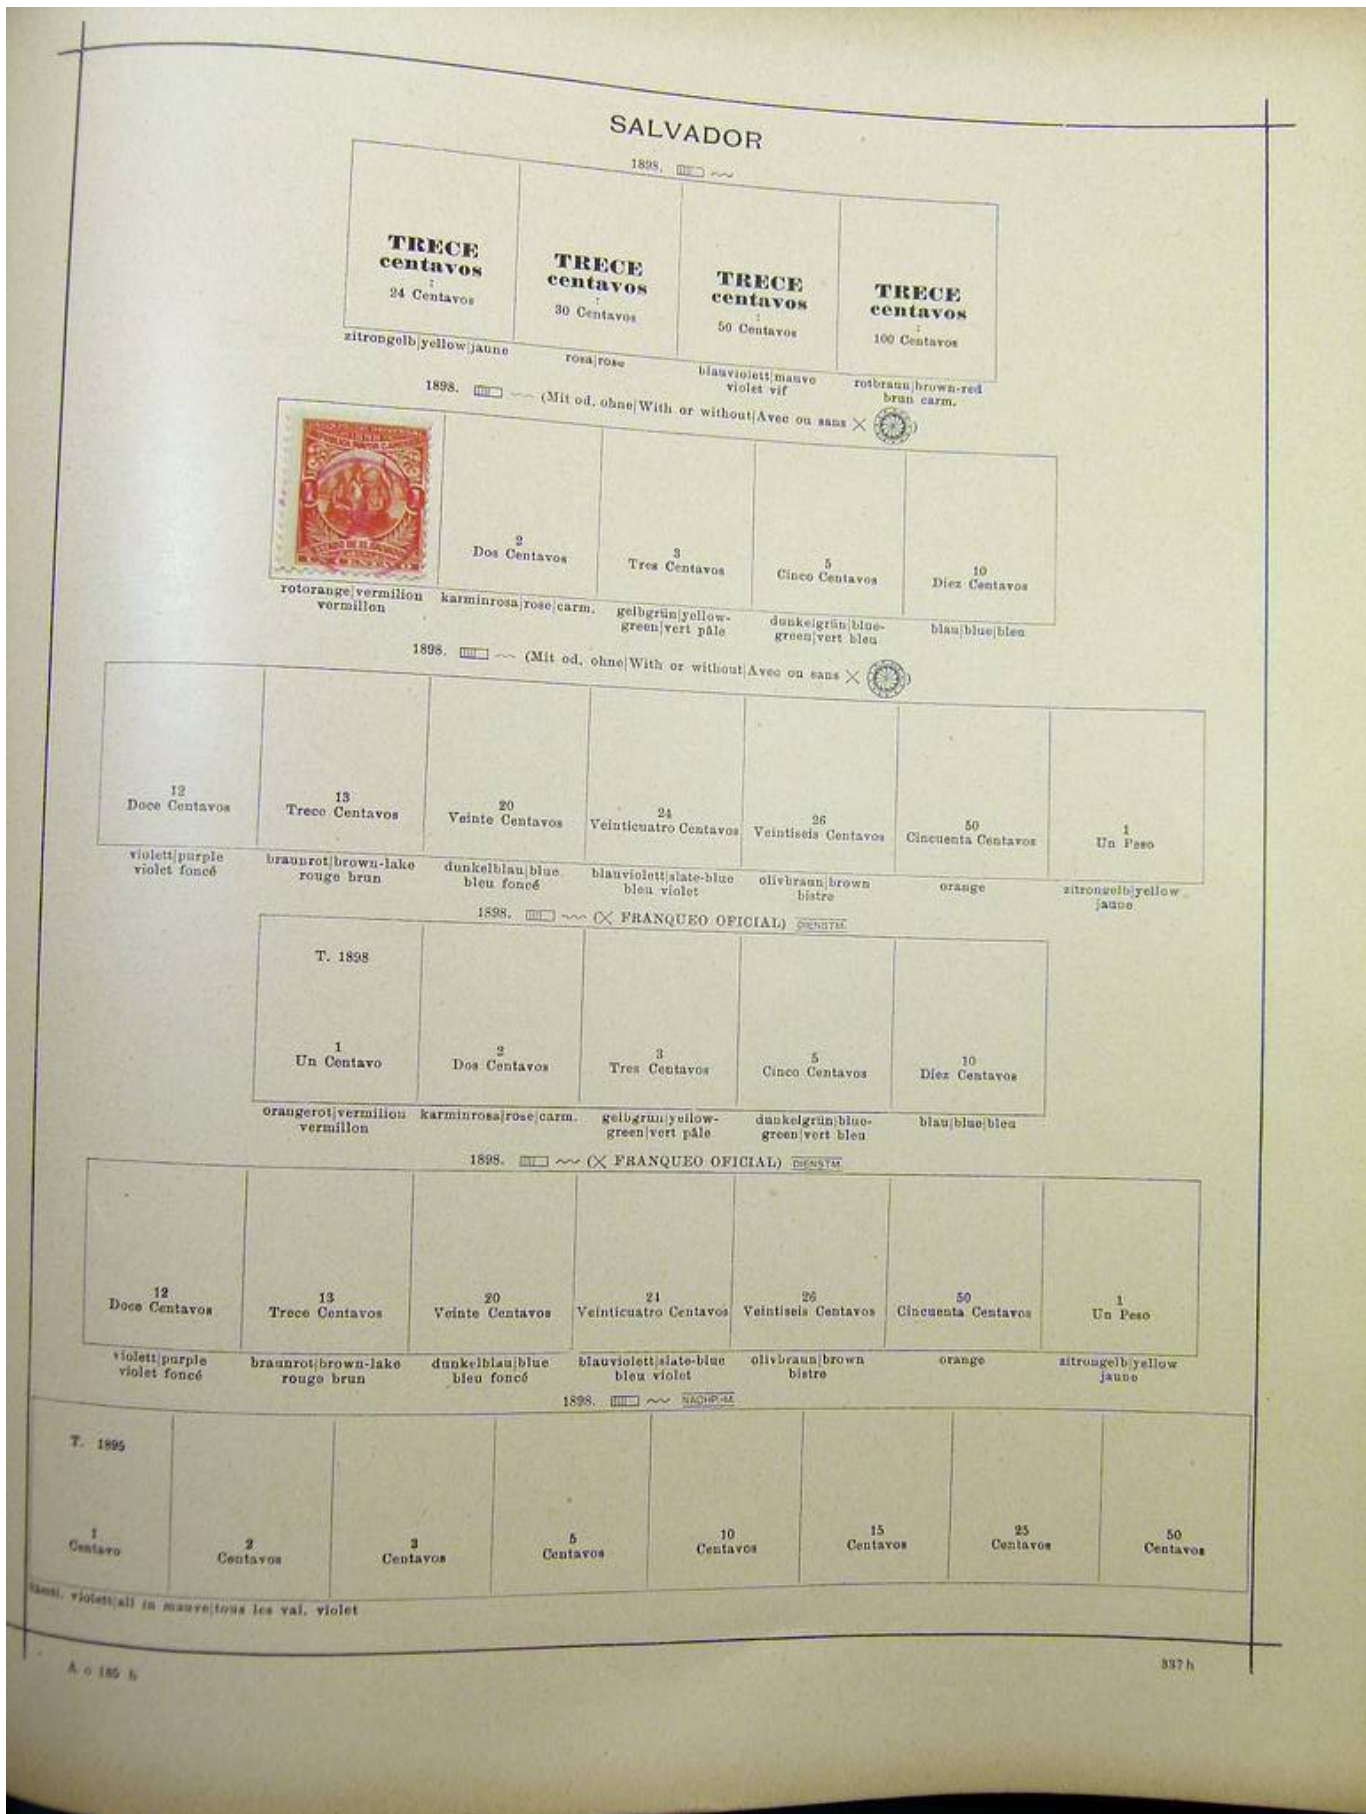 SALVADOR
1898.
TRECE
centavos
:
24 Centavos
TRECE
centavos
:
30 Centavos
TRECE
centavos
:
50 Centavos
TRECE
centavos
:
100 Centavos
zitrongelb|yellow|jaune
rosa|rose
blauviolett|mauve
violet vif
rotbraun|brown-red
brun carm.
1898. (Mit od. ohne|With or without|Avec ou sans ×)
1
1
2
Dos Centavos
3
Tres Centavos
5
Cinco Centavos
10
Diez Centavos
rotorange|vermilion
vermillon
karminrosa|rose|carm.
gelbgrün|yellow-
green|vert pâle
dunkelgrün|blue-
green|vert bleu
blau|blue|bleu
1898. (Mit od. ohne|With or without|Avec ou sans ×)
12
Doce Centavos
13
Trece Centavos
20
Veinte Centavos
24
Veinticuatro Centavos
26
Veintiseis Centavos
50
Cincuenta Centavos
1
Un Peso
violett|purple
violet foncé
braunrot|brown-lake
rouge brun
dunkelblau|blue
bleu foncé
blauviolett|slate-blue
bleu violet
olivbraun|brown
bistre
orange
zitrongelb|yellow
jaune
1898. (× FRANQUEO OFICIAL) DIENSTM.
T. 1898
1
Un Centavo
2
Dos Centavos
3
Tres Centavos
5
Cinco Centavos
10
Diez Centavos
orangerot|vermilion
vermillon
karminrosa|rose|carm.
gelbgrün|yellow-
green|vert pâle
dunkelgrün|blue-
green|vert bleu
blau|blue|bleu
1898. (× FRANQUEO OFICIAL) DIENSTM.
12
Doce Centavos
13
Trece Centavos
20
Veinte Centavos
24
Veinticuatro Centavos
26
Veintiseis Centavos
50
Cincuenta Centavos
1
Un Peso
violett|purple
violet foncé
braunrot|brown-lake
rouge brun
dunkelblau|blue
bleu foncé
blauviolett|slate-blue
bleu violet
olivbraun|brown
bistre
orange
zitrongelb|yellow
jaune
1898. NACHP.-M.
T. 1895
1
Centavo
2
Centavos
3
Centavos
5
Centavos
10
Centavos
15
Centavos
25
Centavos
50
Centavos
violett|all in mauve|tous les val. violet
A o 185 h
337 h